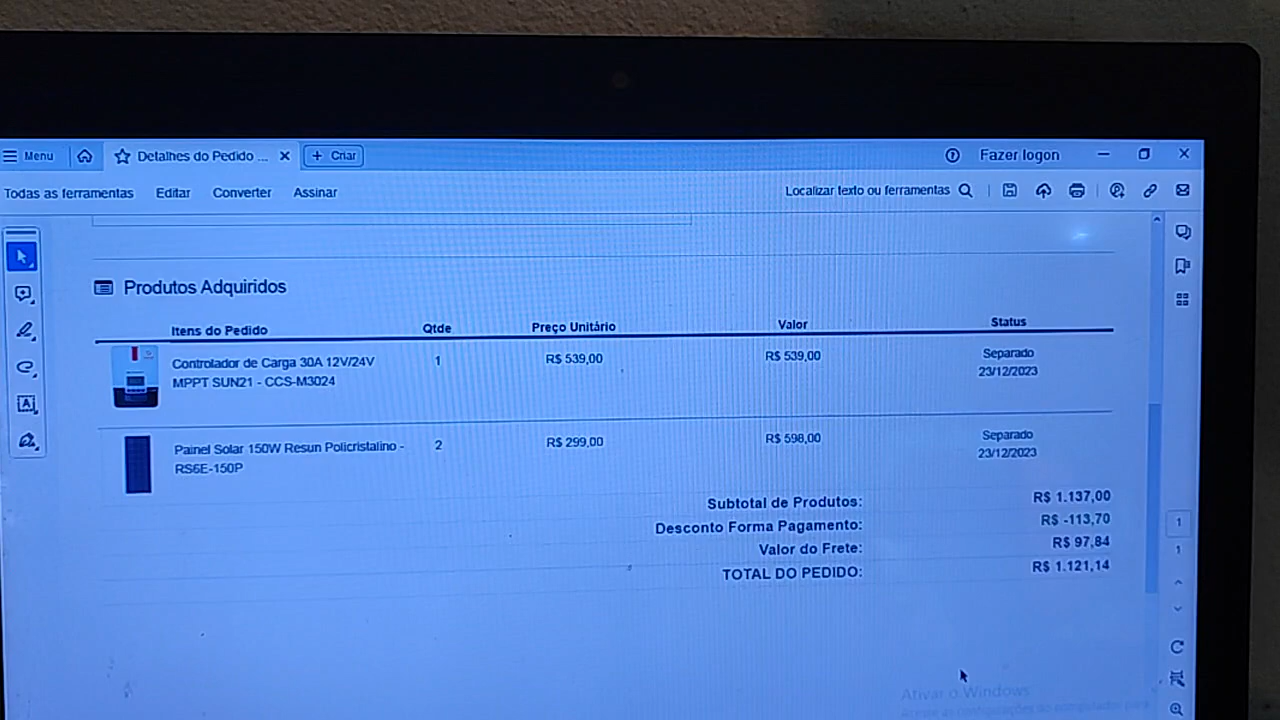 Menu
Detalhes do Pedido ...
Criar
Fazer logon
Todas as ferramentas Editar Converter Assinar
Localizar texto ou ferramentas
Produtos Adquiridos
Itens do Pedido Qtde Preço Unitário Valor Status
Controlador de Carga 30A 12V/24V 1 R$ 539,00 R$ 539,00 Separado
MPPT SUN21 - CCS-M3024 23/12/2023
Painel Solar 150W Resun Policristalino - 2 R$ 299,00 R$ 598,00 Separado
RS6E-150P 23/12/2023
Subtotal de Produtos: R$ 1.137,00
Desconto Forma Pagamento: R$ -113,70
Valor do Frete: R$ 97,84
TOTAL DO PEDIDO: R$ 1.121,14
1
1
Ativar o Windows